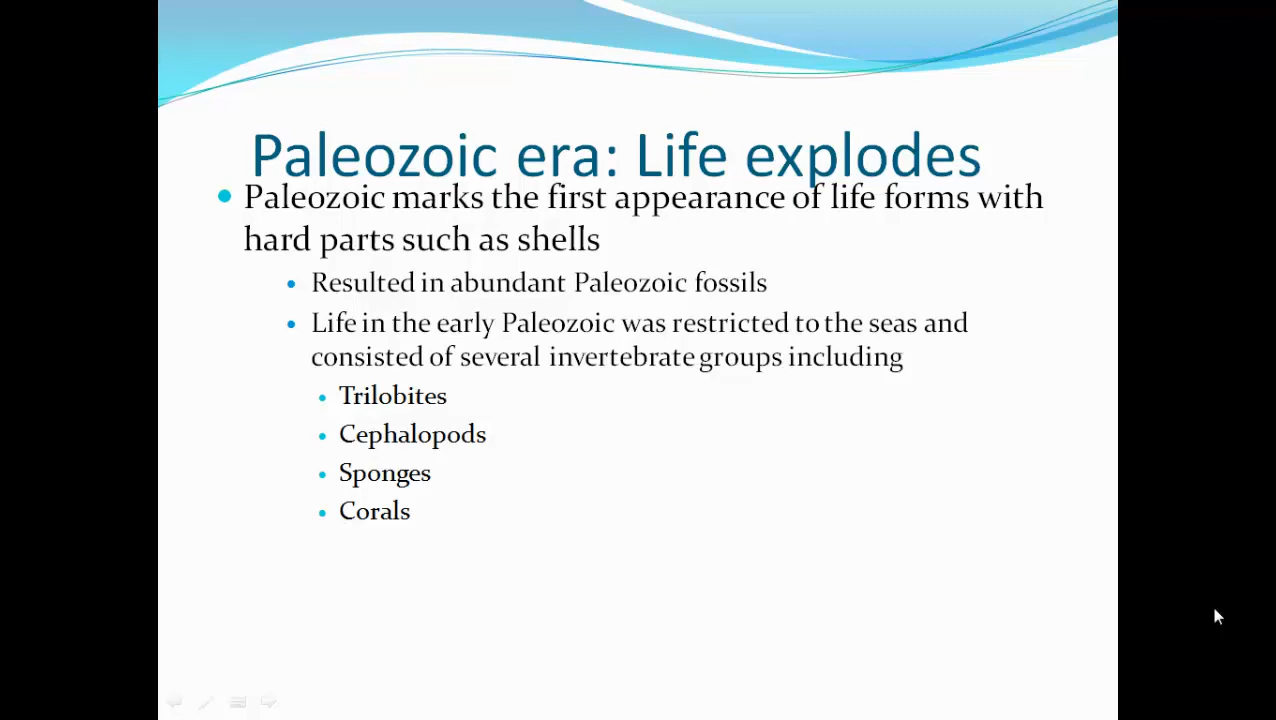 Paleozoic era: Life explodes
Paleozoic marks the first appearance of life forms with
hard parts such as shells
Resulted in abundant Paleozoic fossils
Life in the early Paleozoic was restricted to the seas and
consisted of several invertebrate groups including
Trilobites
Cephalopods
Sponges
Corals